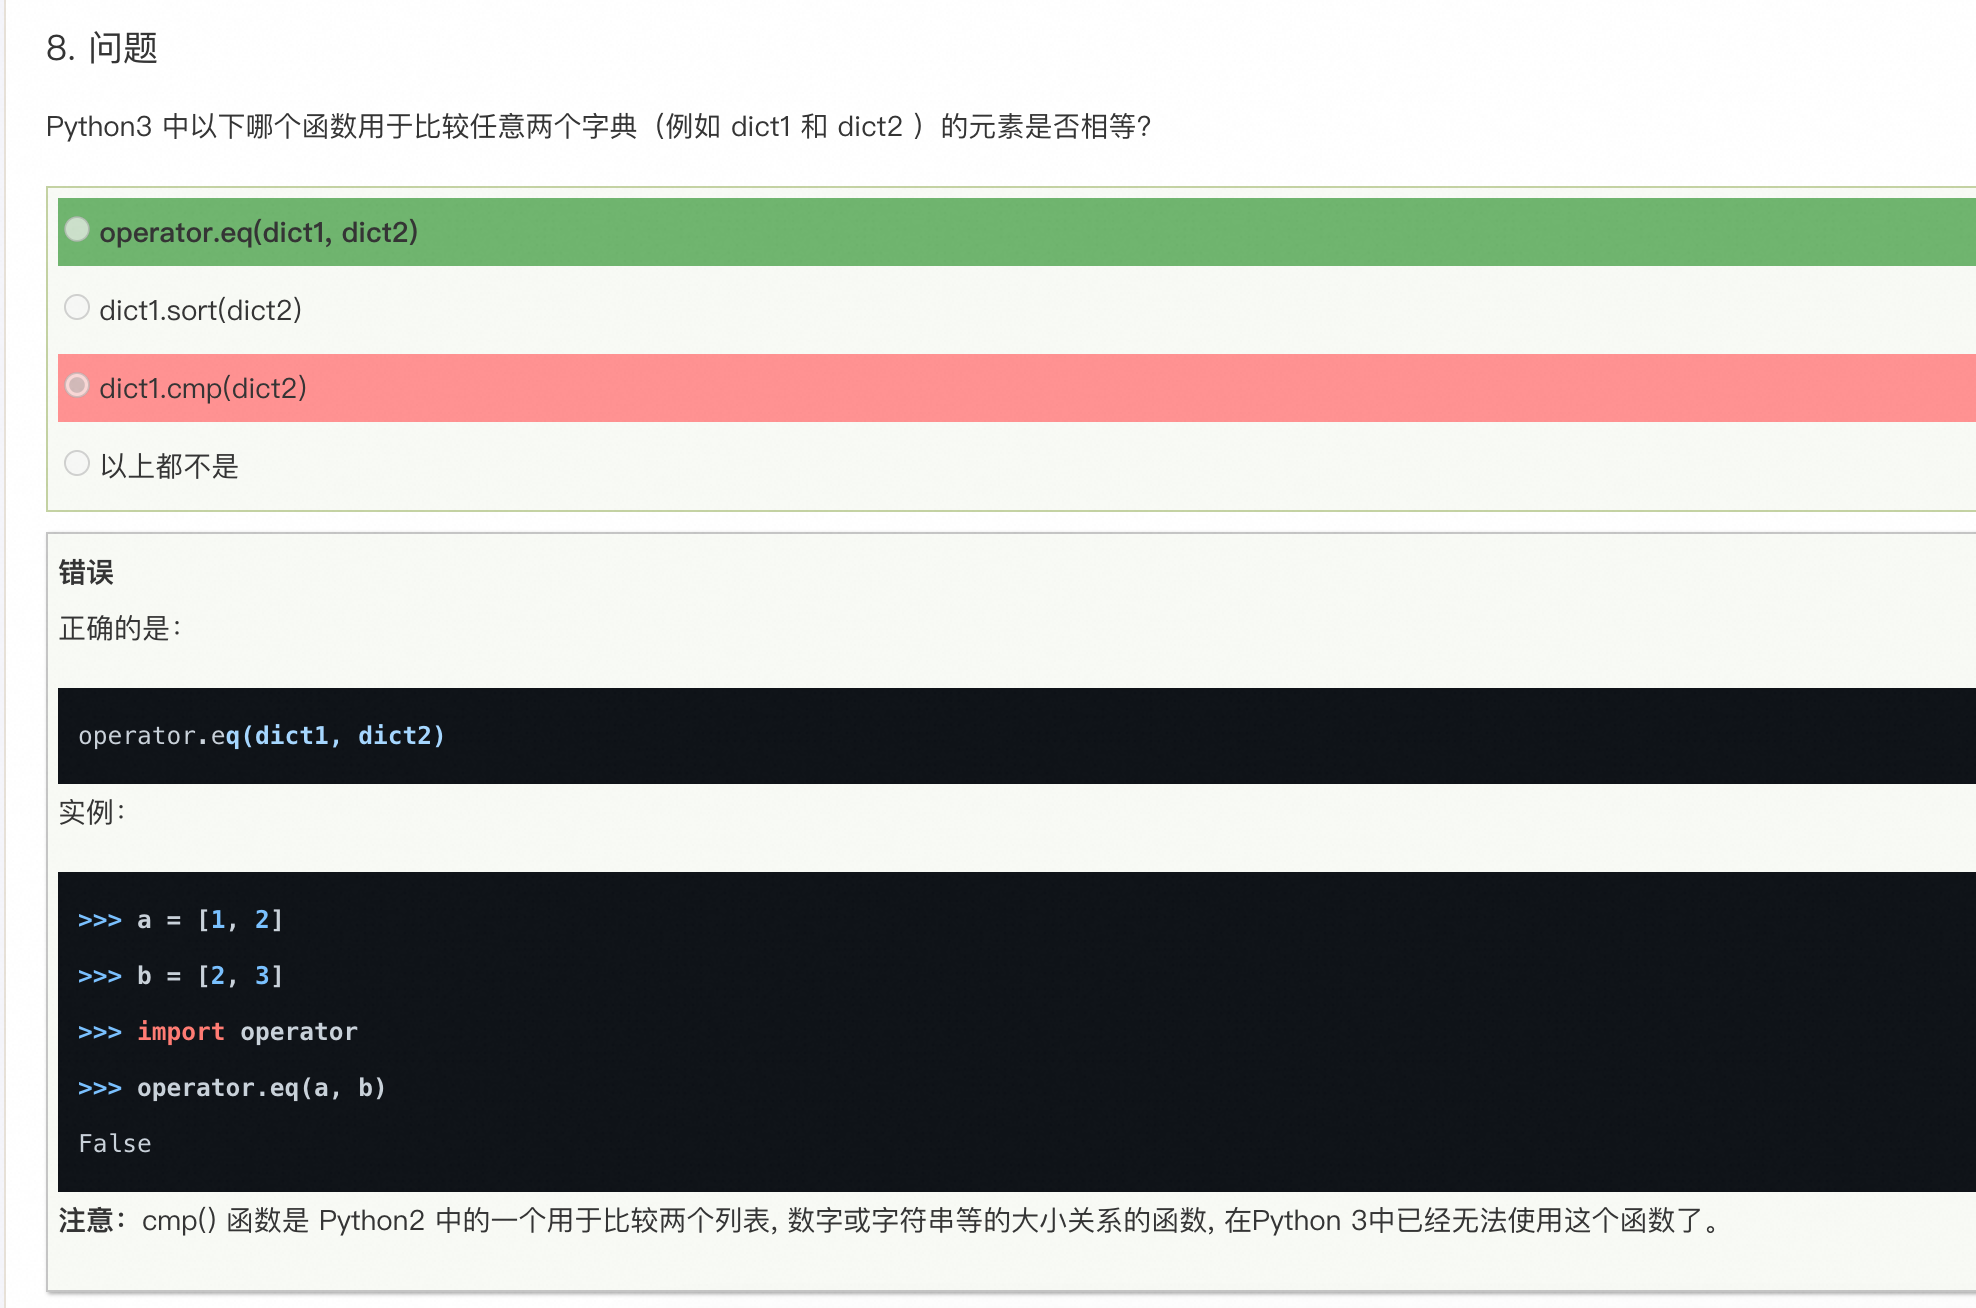 8. 问题
Python3 中以下哪个函数用于比较任意两个字典（例如 dict1 和 dict2 ）的元素是否相等?
operator.eq(dict1, dict2)
dict1.sort(dict2)
dict1.cmp(dict2)
以上都不是
错误
正确的是：
operator.eq(dict1, dict2)
实例：
>>> a = [1, 2]
>>> b = [2, 3]
>>> import operator
>>> operator.eq(a, b)
False
注意：cmp() 函数是 Python2 中的一个用于比较两个列表, 数字或字符串等的大小关系的函数, 在Python 3中已经无法使用这个函数了。